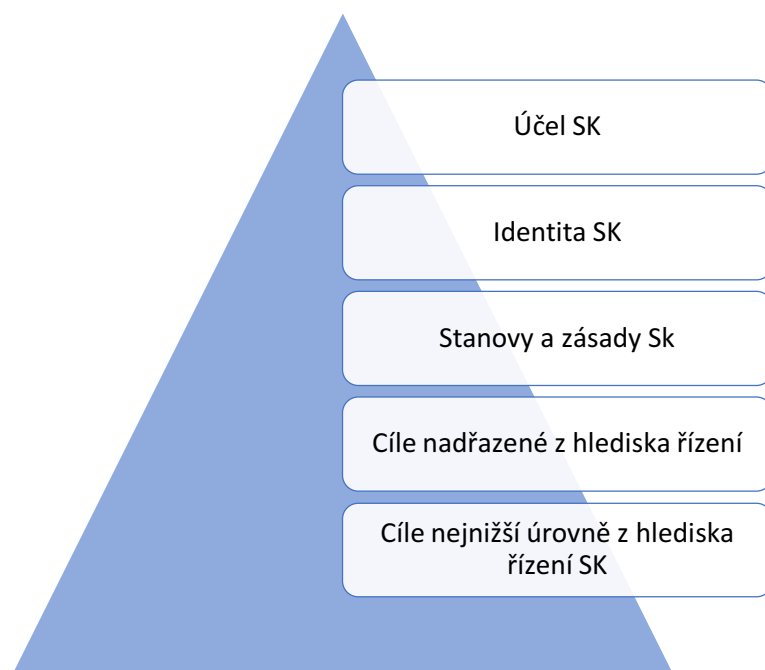 Účel SK
Identita SK
Stanovy a zásady Sk
Cíle nadřazené z hlediska řízení
Cíle nejnižší úrovně z hlediska
řízení SK